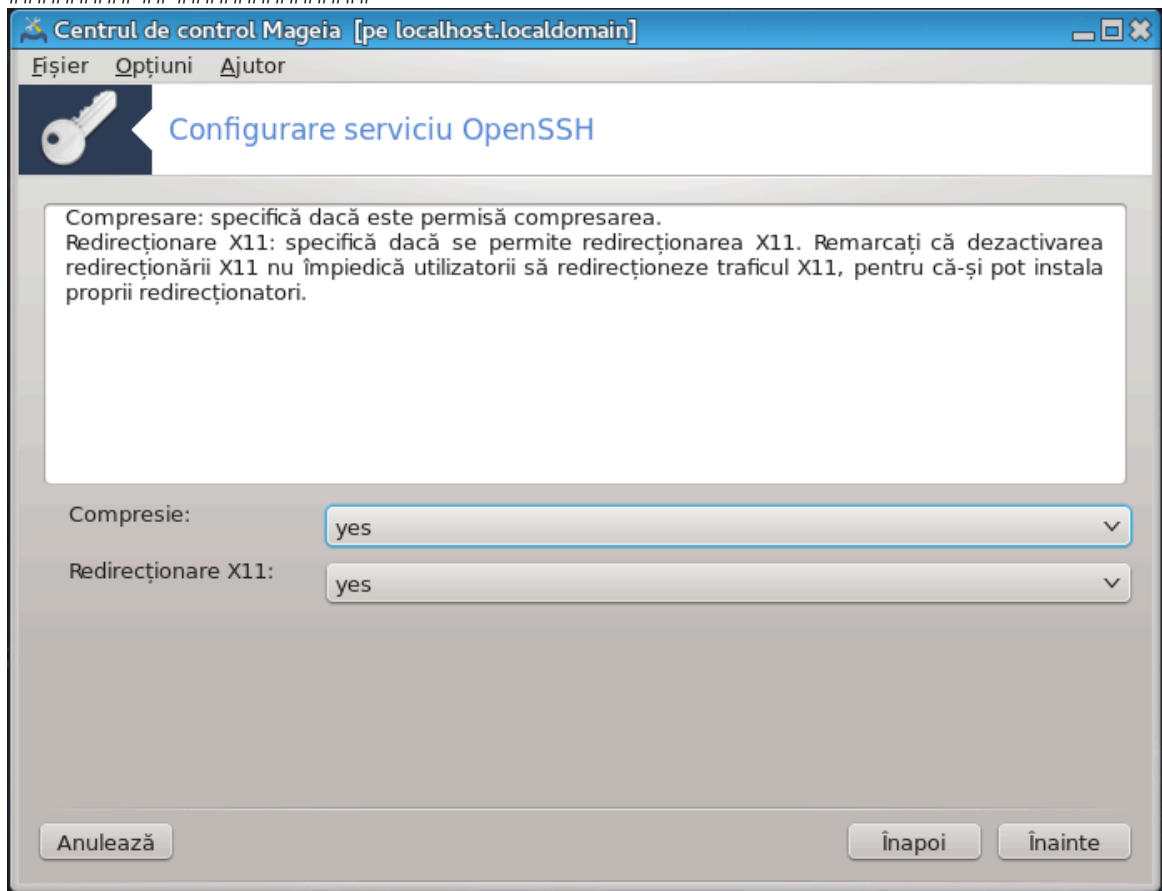 Centrul de control Mageia [pe localhost.localdomain]
Fișier Opțiuni Ajutor
Configurare serviciu OpenSSH
Compresare: specifică dacă este permisă compresarea.
Redirecționare X11: specifică dacă se permite redirecționarea X11. Remarcați că dezactivarea
redirecționării X11 nu împiedică utilizatorii să redirecționeze traficul X11, pentru că-și pot instala
proprii redirecționatori.
Compresie:
yes
Redirecționare X11:
yes
Anulează
Înapoi
Înainte